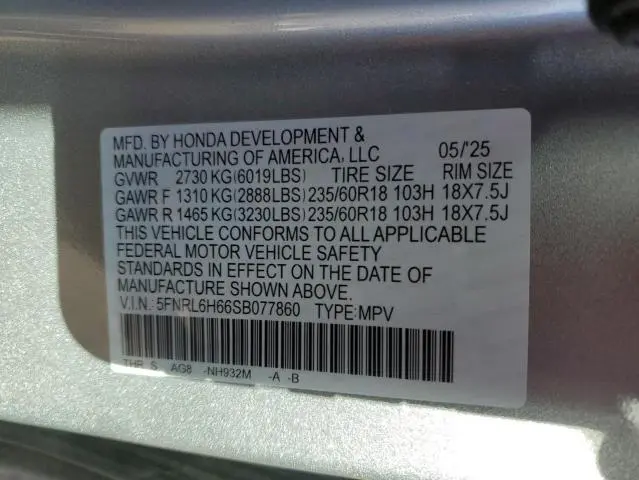 MFD. BY HONDA DEVELOPMENT &
MANUFACTURING OF AMERICA, LLC 05/'25
GVWR 2730 KG(6019LBS) TIRE SIZE RIM SIZE
GAWR F 1310 KG(2888LBS) 235/60R18 103H 18X7.5J
GAWR R 1465 KG(3230LBS) 235/60R18 103H 18X7.5J
THIS VEHICLE CONFORMS TO ALL APPLICABLE
FEDERAL MOTOR VEHICLE SAFETY
STANDARDS IN EFFECT ON THE DATE OF
MANUFACTURE SHOWN ABOVE.
V.I.N.:5FNRL6H66SB077860 TYPE:MPV
THR S AG8 -NH932M -A -B